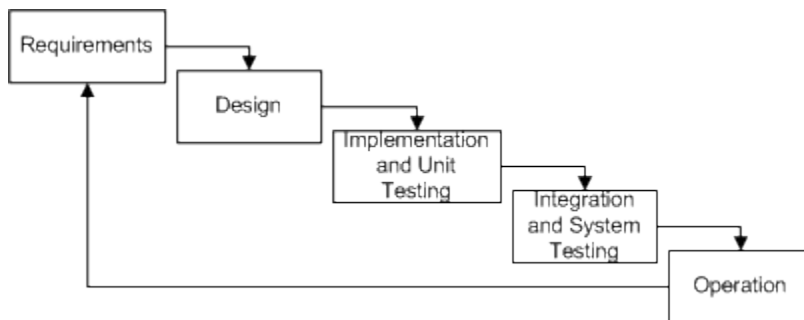 Requirements
Design
Implementation
and Unit
Testing
Integration
and System
Testing
Operation